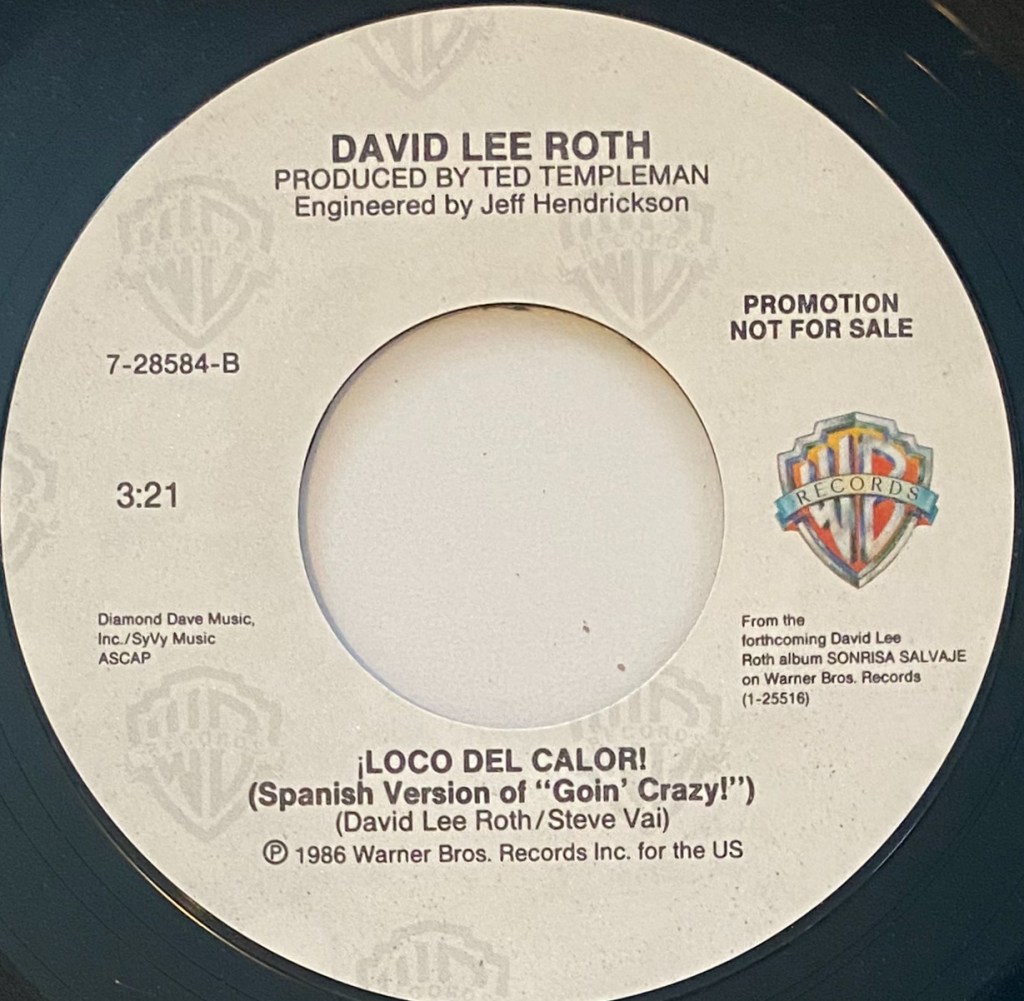 DAVID LEE ROTH
PRODUCED BY TED TEMPLEMAN
Engineered by Jeff Hendrickson
PROMOTION
NOT FOR SALE
7-28584-B
3:21
WB
RECORDS
Diamond Dave Music,
Inc./SyVy Music
ASCAP
From the
forthcoming David Lee
Roth album SONRISA SALVAJE
on Warner Bros. Records
(1-25516)
¡LOCO DEL CALOR!
(Spanish Version of “Goin’ Crazy!”)
(David Lee Roth/Steve Vai)
℗ 1986 Warner Bros. Records Inc. for the US